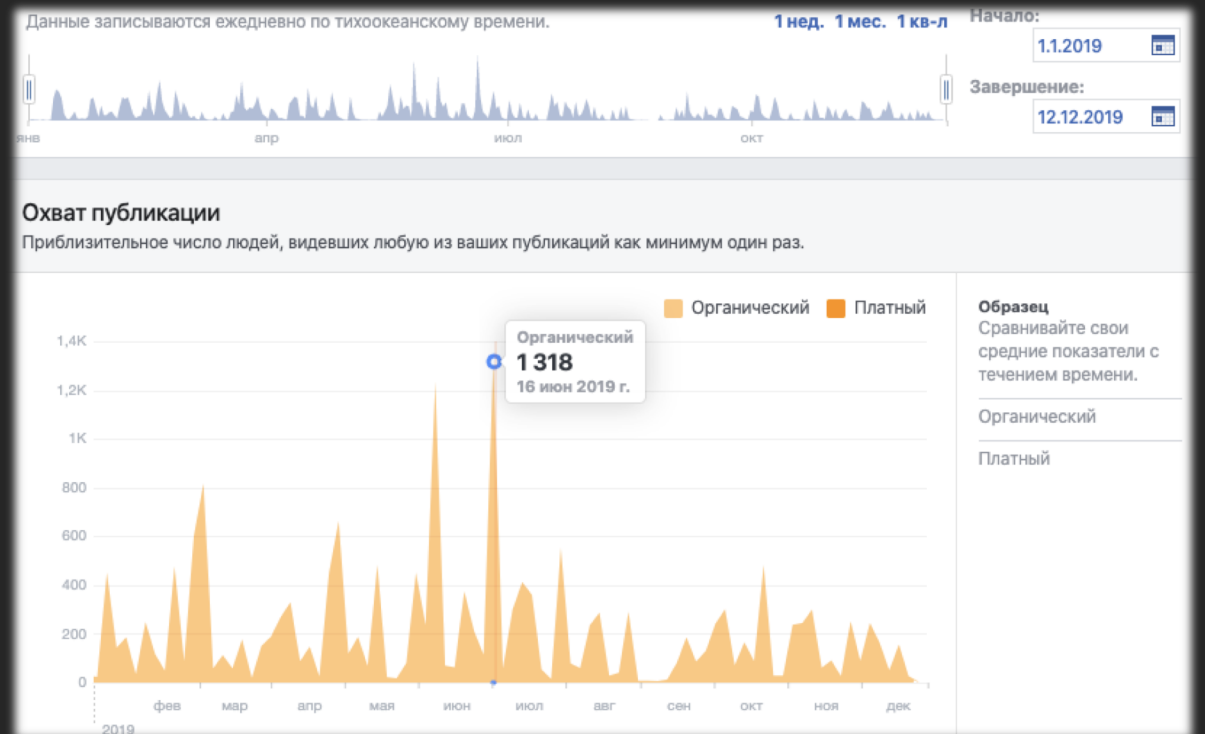 Данные записываются ежедневно по тихоокеанскому времени.
1 нед. 1 мес. 1 кв-л
Начало:
1.1.2019
Завершение:
12.12.2019
янв
апр
июл
окт
Охват публикации
Приблизительное число людей, видевших любую из ваших публикаций как минимум один раз.
Органический
Платный
Органический
1 318
16 июн 2019 г.
1,4K
1,2K
1K
800
600
400
200
0
фев
мар
апр
мая
июн
июл
авг
сен
окт
ноя
дек
2019
Образец
Сравнивайте свои
средние показатели с
течением времени.
Органический
Платный